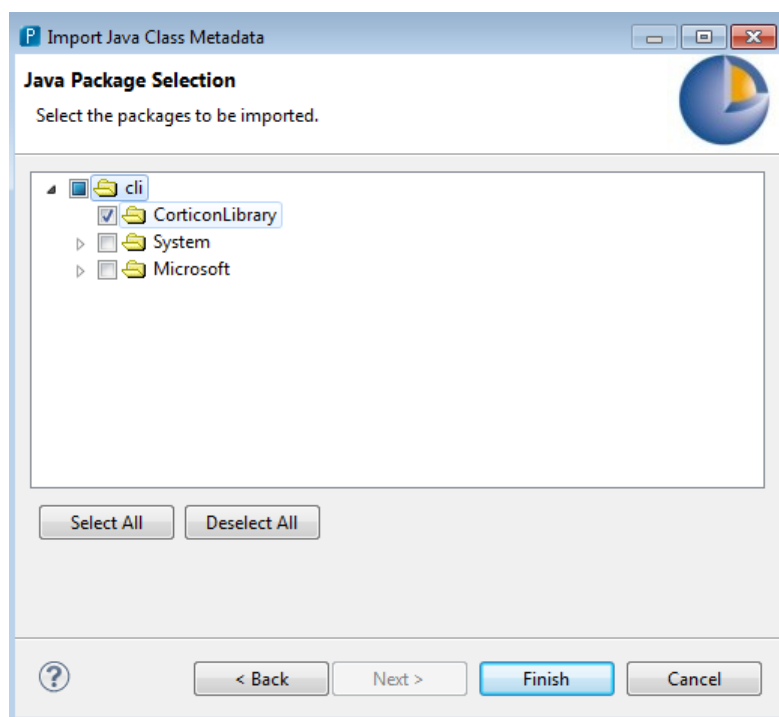 Import Java Class Metadata
Java Package Selection
Select the packages to be imported.
cli
CorticonLibrary
System
Microsoft
Select All Deselect All
? < Back Next > Finish Cancel